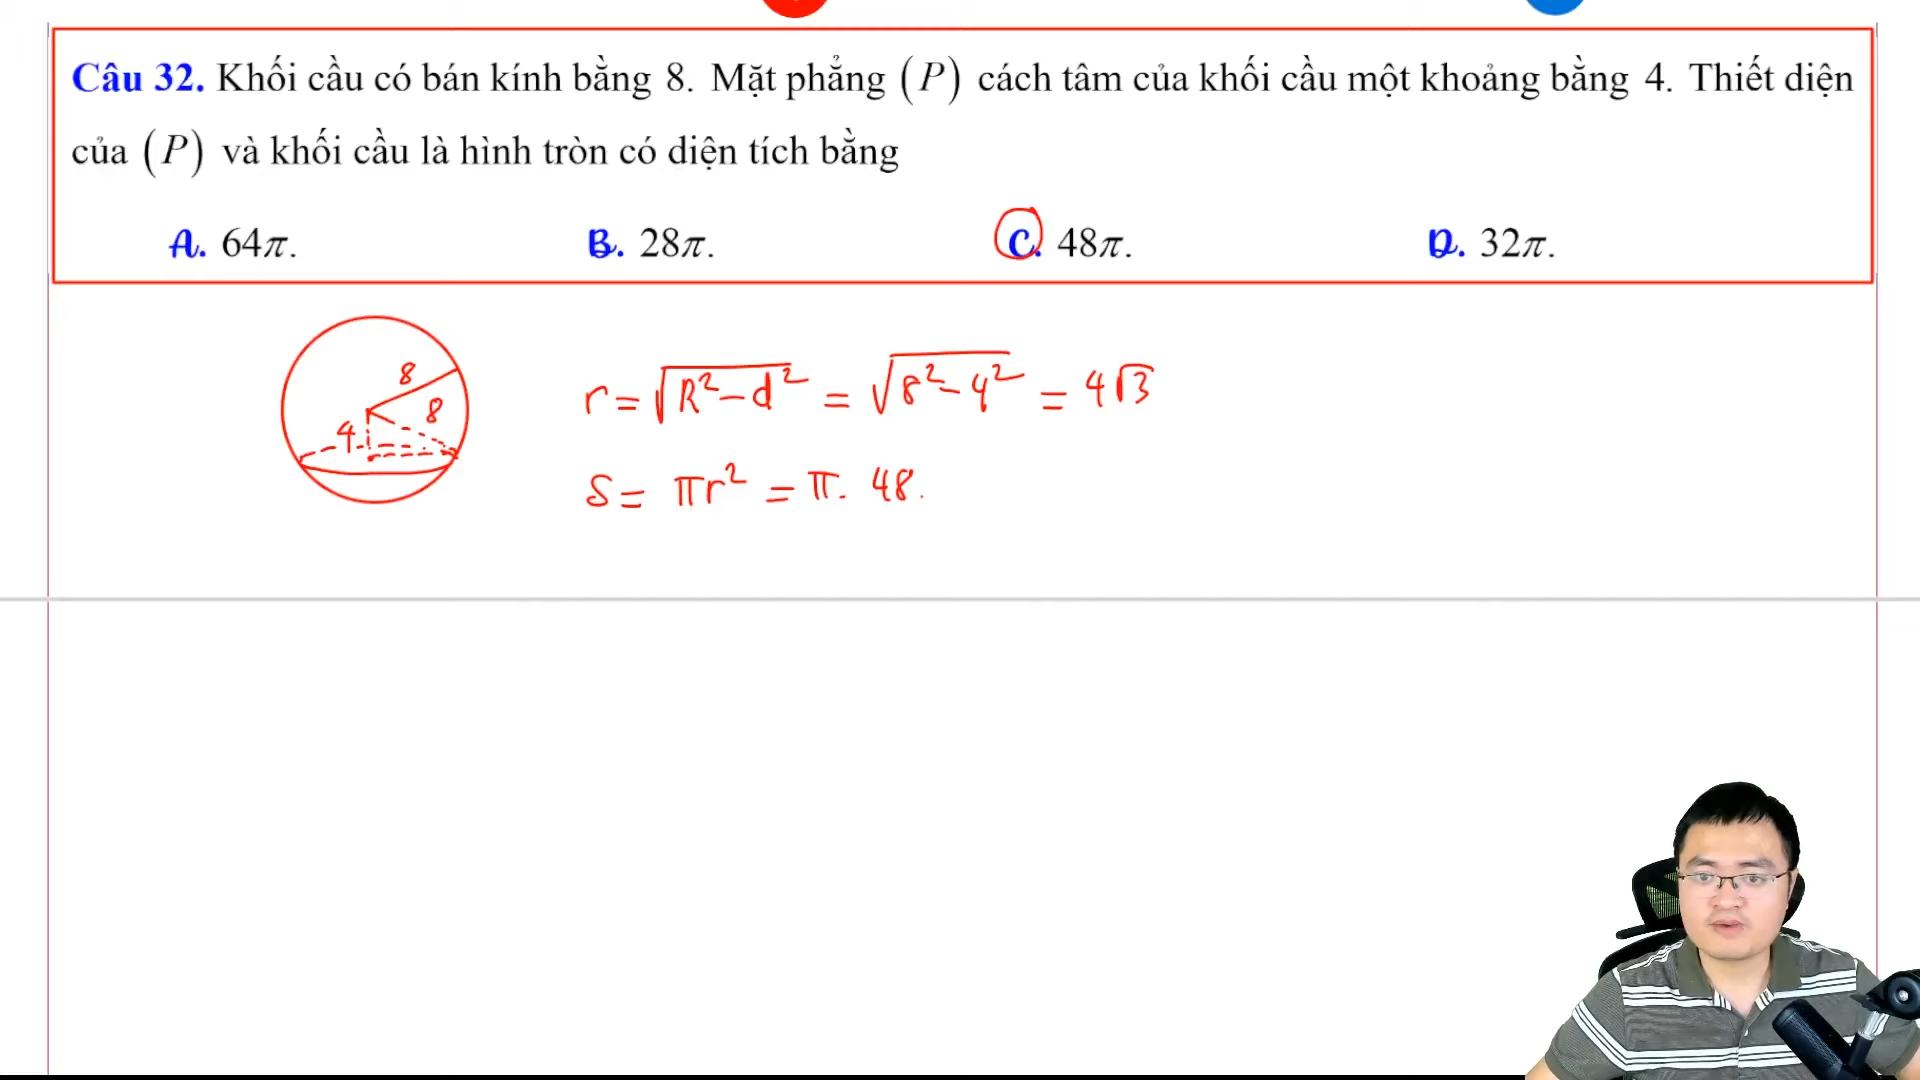 Câu 32. Khối cầu có bán kính bằng 8. Mặt phẳng (P) cách tâm của khối cầu một khoảng bằng 4. Thiết diện
của (P) và khối cầu là hình tròn có diện tích bằng
A. 64π. B. 28π. C. 48π. D. 32π.
8
8
4
r = √(R² - d²) = √(8² - 4²) = 4√3
S = πr² = π. 48.